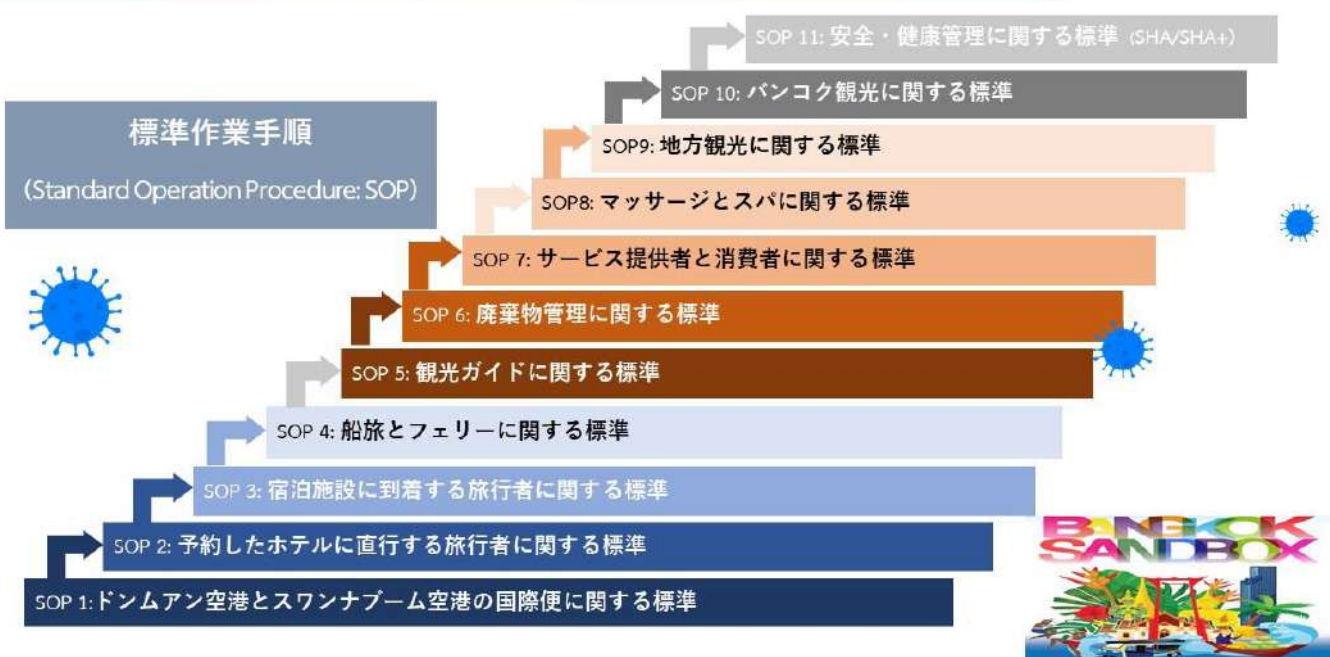 標準作業手順
(Standard Operation Procedure: SOP)
SOP 11: 安全・健康管理に関する標準 (SHA/SHA+)
SOP 10: バンコク観光に関する標準
SOP9: 地方観光に関する標準
SOP8: マッサージとスパに関する標準
SOP 7: サービス提供者と消費者に関する標準
SOP 6: 廃棄物管理に関する標準
SOP 5: 観光ガイドに関する標準
SOP 4: 船旅とフェリーに関する標準
SOP 3: 宿泊施設に到着する旅行者に関する標準
SOP 2: 予約したホテルに直行する旅行者に関する標準
SOP 1:ドンムアン空港とスワンナブーム空港の国際便に関する標準
BANGKOK
SANDBOX